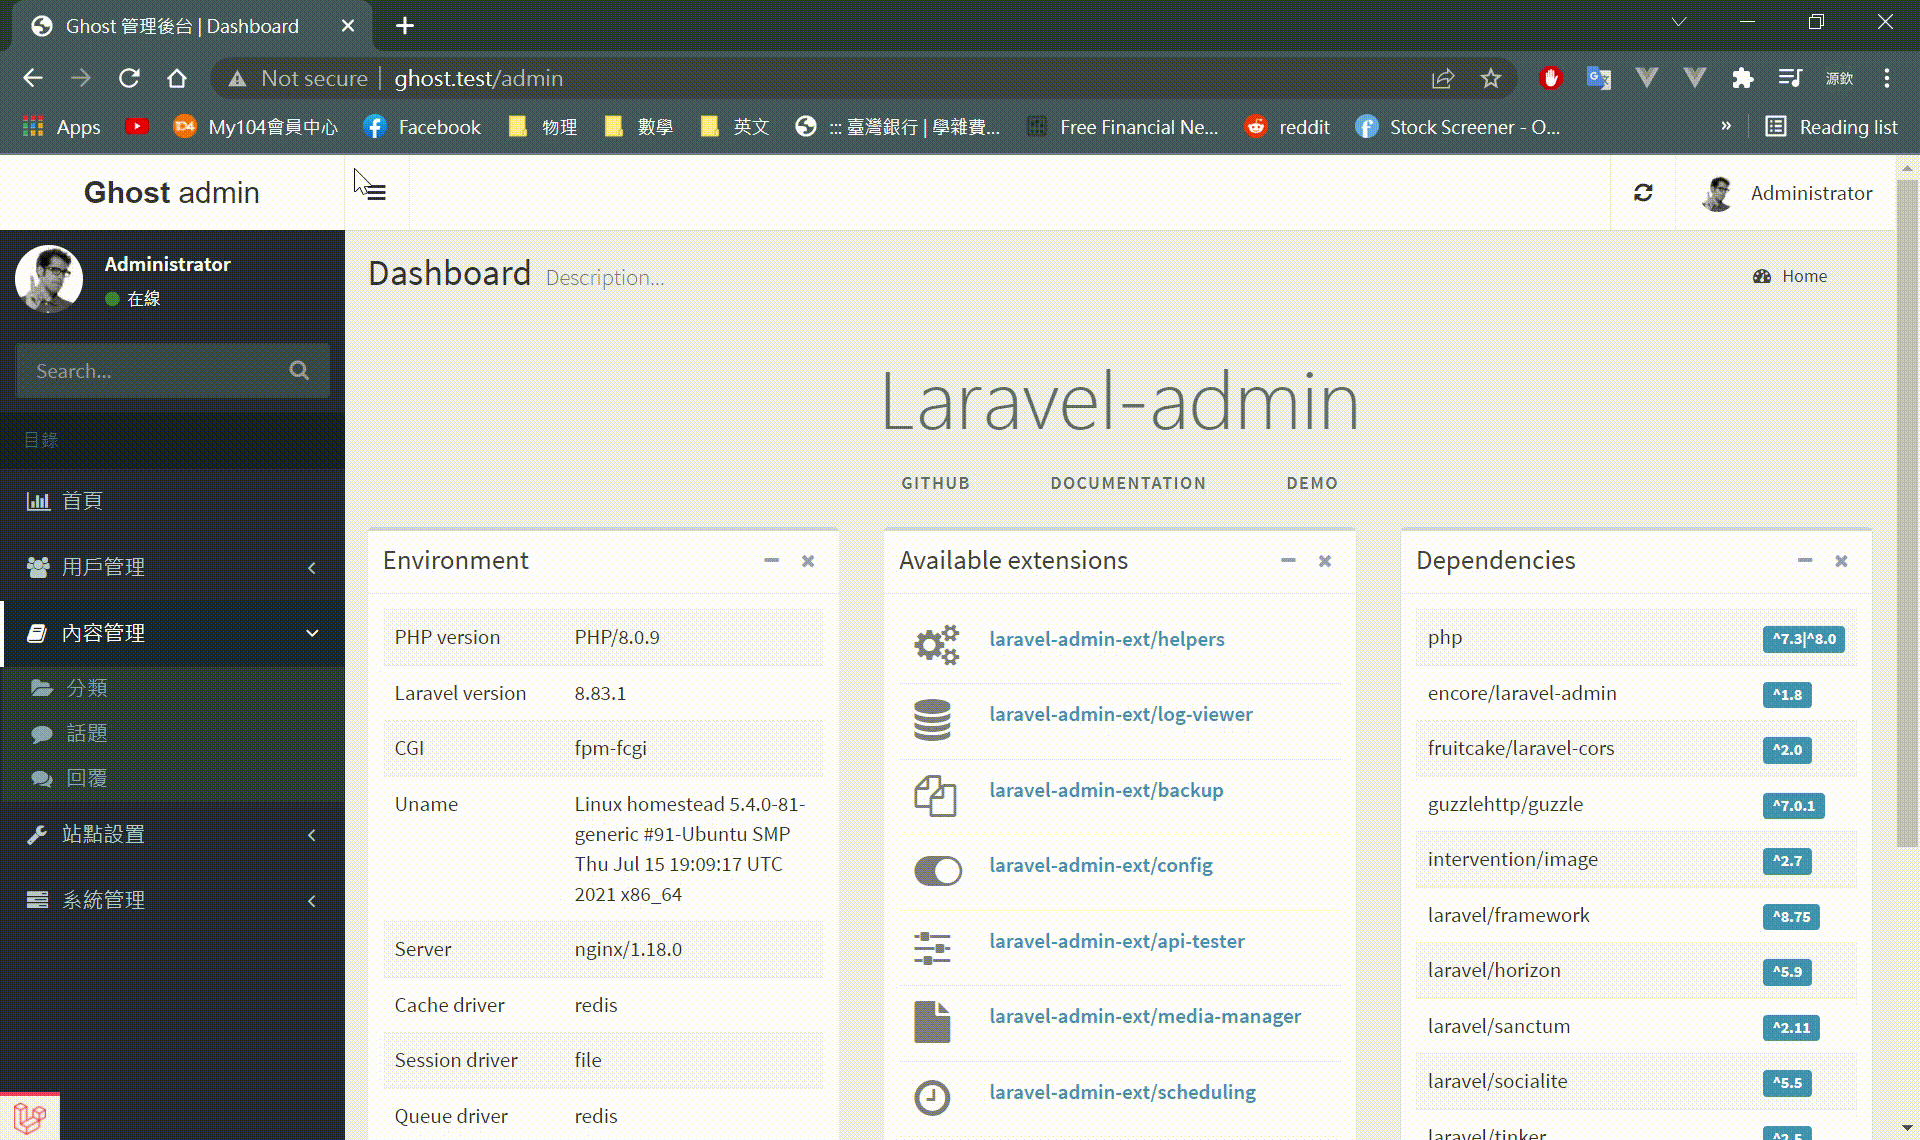 Ghost 管理後台 | Dashboard
Not secure | ghost.test/admin
源欽
Apps
My104會員中心
Facebook
物理
數學
英文
::: 臺灣銀行 | 學雜費...
Free Financial Ne...
reddit
Stock Screener - O...
»
Reading list
Ghost admin
Administrator
Administrator
在線
Search...
目錄
首頁
用戶管理
內容管理
分類
話題
回覆
站點設置
系統管理
Dashboard Description...
Home
Laravel-admin
GITHUB DOCUMENTATION DEMO
Environment
PHP version PHP/8.0.9
Laravel version 8.83.1
CGI fpm-fcgi
Uname Linux homestead 5.4.0-81-
generic #91-Ubuntu SMP
Thu Jul 15 19:09:17 UTC
2021 x86_64
Server nginx/1.18.0
Cache driver redis
Session driver file
Queue driver redis
Available extensions
laravel-admin-ext/helpers
laravel-admin-ext/log-viewer
laravel-admin-ext/backup
laravel-admin-ext/config
laravel-admin-ext/api-tester
laravel-admin-ext/media-manager
laravel-admin-ext/scheduling
Dependencies
php ^7.3|^8.0
encore/laravel-admin ^1.8
fruitcake/laravel-cors ^2.0
guzzlehttp/guzzle ^7.0.1
intervention/image ^2.7
laravel/framework ^8.75
laravel/horizon ^5.9
laravel/sanctum ^2.11
laravel/socialite ^5.5
laravel/tinker ^2.5